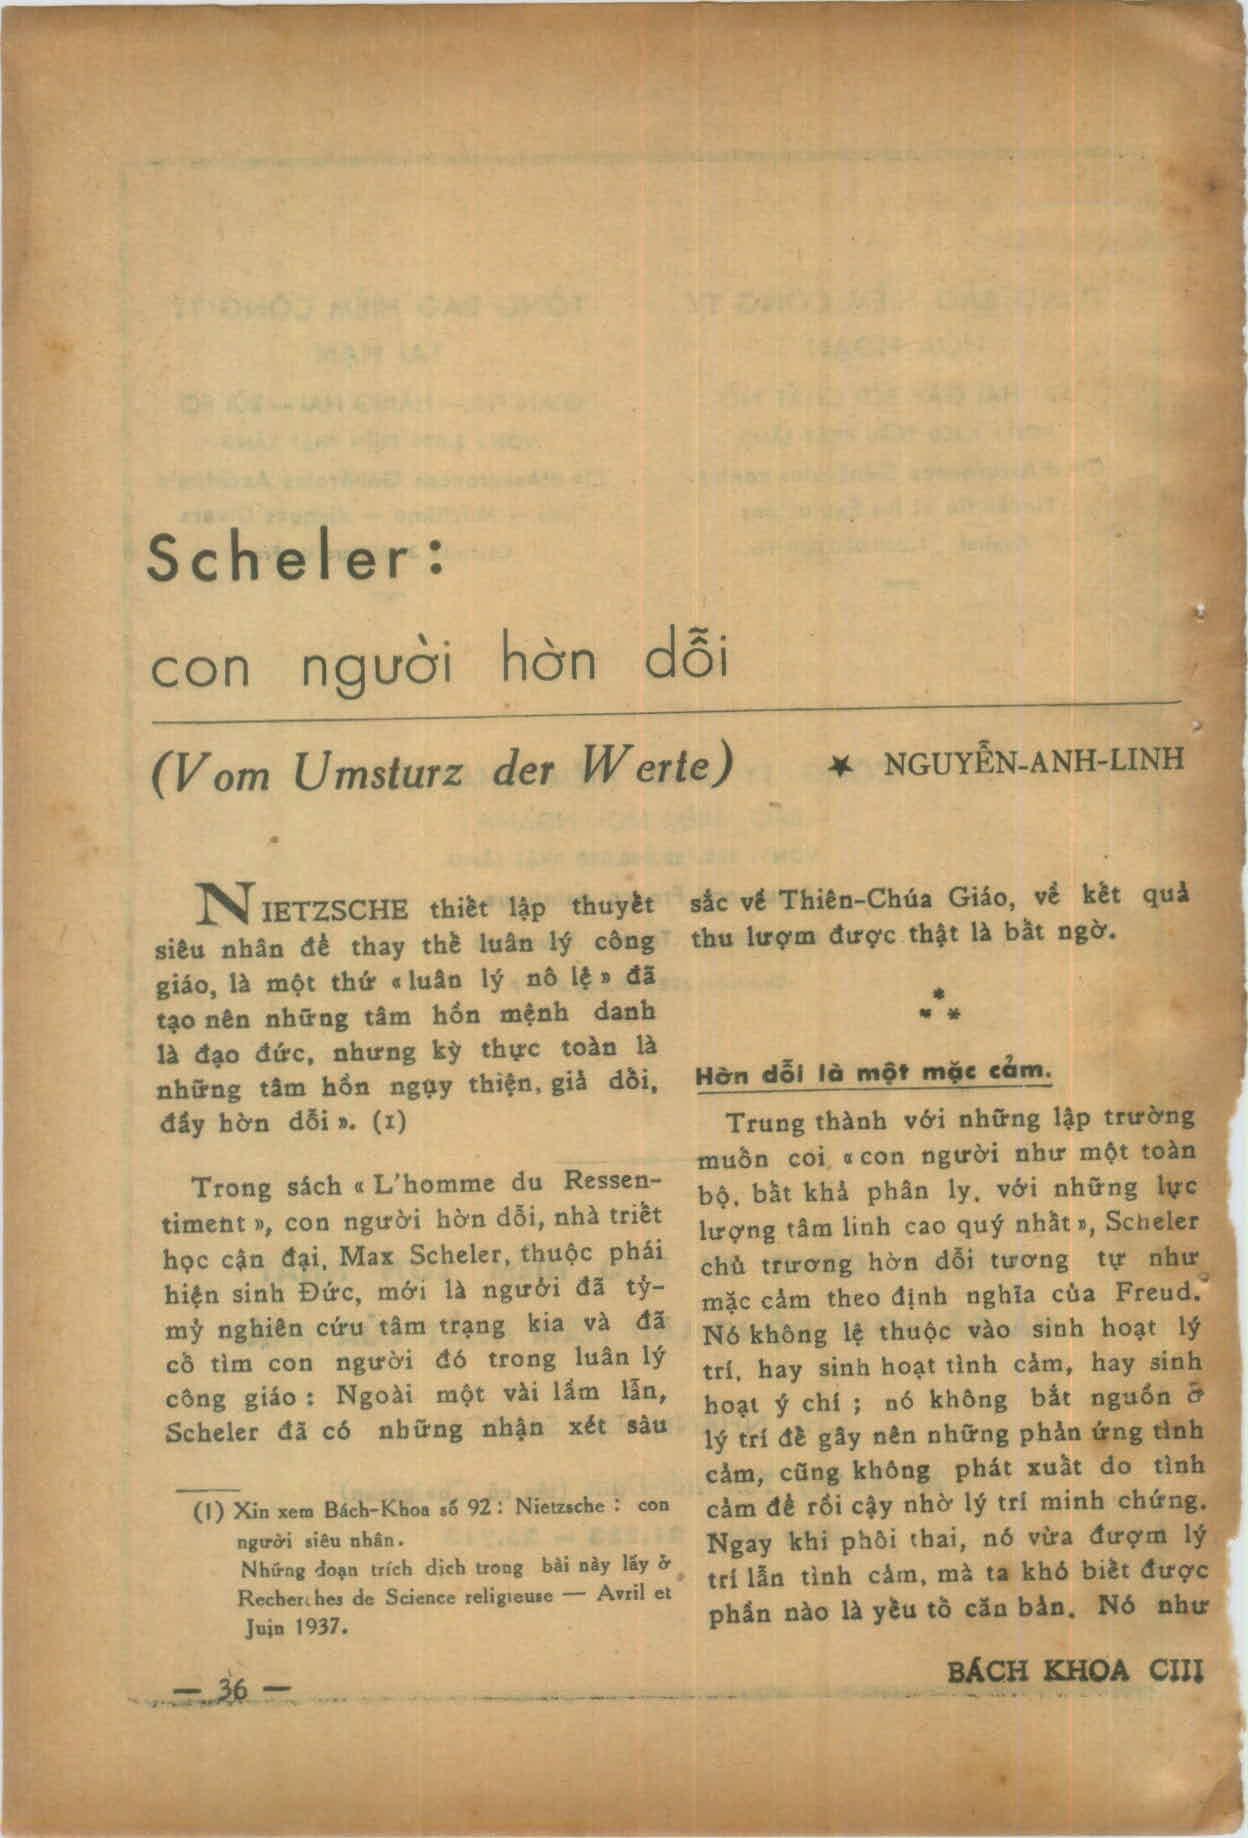 Scheler:
con người hờn dỗi
(Vom Umsturz der Werte)
★ NGUYỄN-ANH-LINH
NIETZSCHE thiết lập thuyết
siêu nhân để thay thế luân lý công
giáo, là một thứ « luân lý nô lệ » đã
tạo nên những tâm hồn mệnh danh
là đạo đức, nhưng kỳ thực toàn là
những tâm hồn ngụy thiện, giả dối,
đầy hờn dỗi ». (1)
Trong sách « L'homme du Ressen-
timent », con người hờn dỗi, nhà triết
học cận đại, Max Scheler, thuộc phái
hiện sinh Đức, mới là người đã tỷ-
mỷ nghiên cứu tâm trạng kia và đã
cố tìm con người đó trong luân lý
công giáo : Ngoài một vài lầm lẫn,
Scheler đã có những nhận xét sâu
(1) Xin xem Bách-Khoa số 92 : Nietzsche : con
người siêu nhân.
Những đoạn trích dịch trong bài này lấy ở
Recherches de Science religieuse — Avril et
Juin 1937.
— 36 —
sắc về Thiên-Chúa Giáo, về kết quả
thu lượm được thật là bất ngờ.
* * *
Hờn dỗi là một mặc cảm.
Trung thành với những lập trường
muốn coi « con người như một toàn
bộ, bất khả phân ly, với những lực
lượng tâm linh cao quý nhất », Scheler
chủ trương hờn dỗi tương tự như
mặc cảm theo định nghĩa của Freud.
Nó không lệ thuộc vào sinh hoạt lý
trí, hay sinh hoạt tình cảm, hay sinh
hoạt ý chí ; nó không bắt nguồn ở
lý trí để gây nên những phản ứng tình
cảm, cũng không phát xuất do tình
cảm để rồi cậy nhờ lý trí minh chứng.
Ngay khi phôi thai, nó vừa đượm lý
trí lẫn tình cảm, mà ta khó biết được
phần nào là yếu tố căn bản. Nó như
BÁCH KHOA CIII